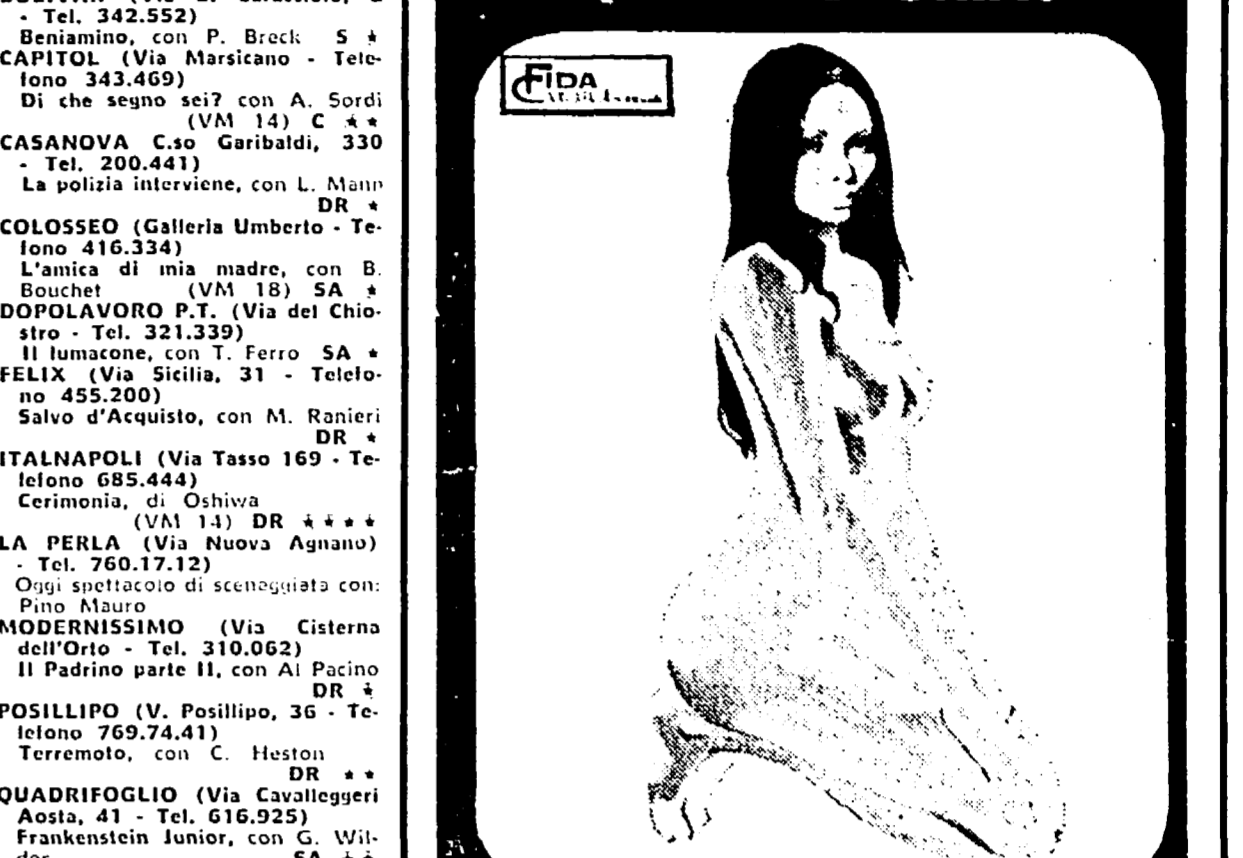 - Tel. 342.552)
Beniamino, con P. Breck S ★
CAPITOL (Via Marsicano - Tele-
fono 343.469)
Di che segno sei? con A. Sordi
(VM 14) C ★★
CASANOVA C.so Garibaldi, 330
- Tel. 200.441)
La polizia interviene, con L. Mann
DR ★
COLOSSEO (Galleria Umberto - Te-
fono 416.334)
L'amica di mia madre, con B.
Bouchet (VM 18) SA ★
DOPOLAVORO P.T. (Via del Chio-
stro - Tel. 321.339)
Il lumacone, con T. Ferro SA ★
FELIX (Via Sicilia, 31 - Telefo-
no 455.200)
Salvo d'Acquisto, con M. Ranieri
DR ★
ITALNAPOLI (Via Tasso 169 - Te-
lefono 685.444)
Cerimonia, di Oshiwa
(VM 14) DR ★★★★
LA PERLA (Via Nuova Agnano)
- Tel. 760.17.12)
Oggi spettacolo di sceneggiata con:
Pino Mauro
MODERNISSIMO (Via Cisterna
dell'Orto - Tel. 310.062)
Il Padrino parte II, con Al Pacino
DR ★
POSILLIPO (V. Posillipo, 36 - Te-
lefono 769.74.41)
Terremoto, con C. Heston
DR ★★
QUADRIFOGLIO (Via Cavalleggeri
Aosta, 41 - Tel. 616.925)
Frankenstein Junior, con G. Wil-
der SA ★★
FIDA